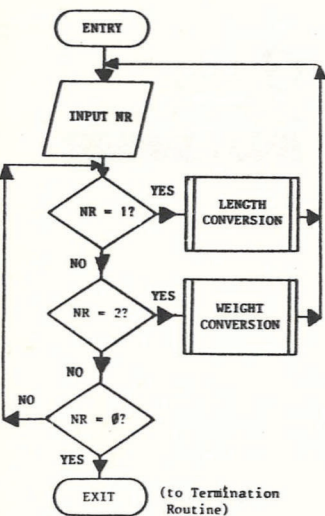 ENTRY
INPUT NR
NR = 1?
YES
LENGTH
CONVERSION
NO
NR = 2?
YES
WEIGHT
CONVERSION
NO
NR = Ø?
NO
YES
EXIT
(to Termination
Routine)